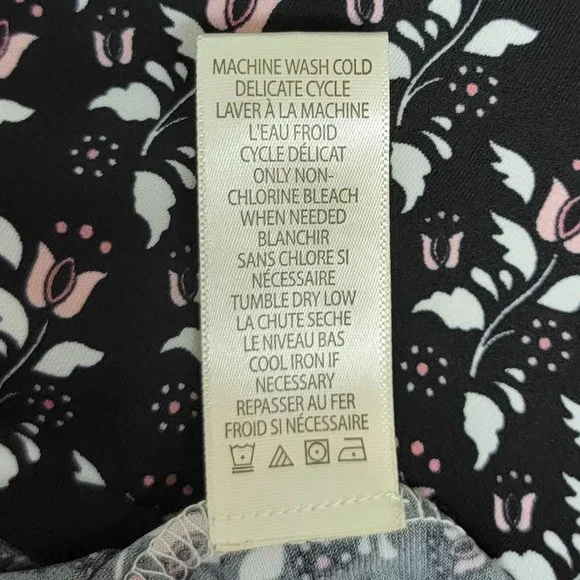 MACHINE WASH COLD
DELICATE CYCLE
LAVER À LA MACHINE
L'EAU FROID
CYCLE DÉLICAT
ONLY NON-
CHLORINE BLEACH
WHEN NEEDED
BLANCHIR
SANS CHLORE SI
NÉCESSAIRE
TUMBLE DRY LOW
LA CHUTE SECHE
LE NIVEAU BAS
COOL IRON IF
NECESSARY
REPASSER AU FER
FROID SI NÉCESSAIRE